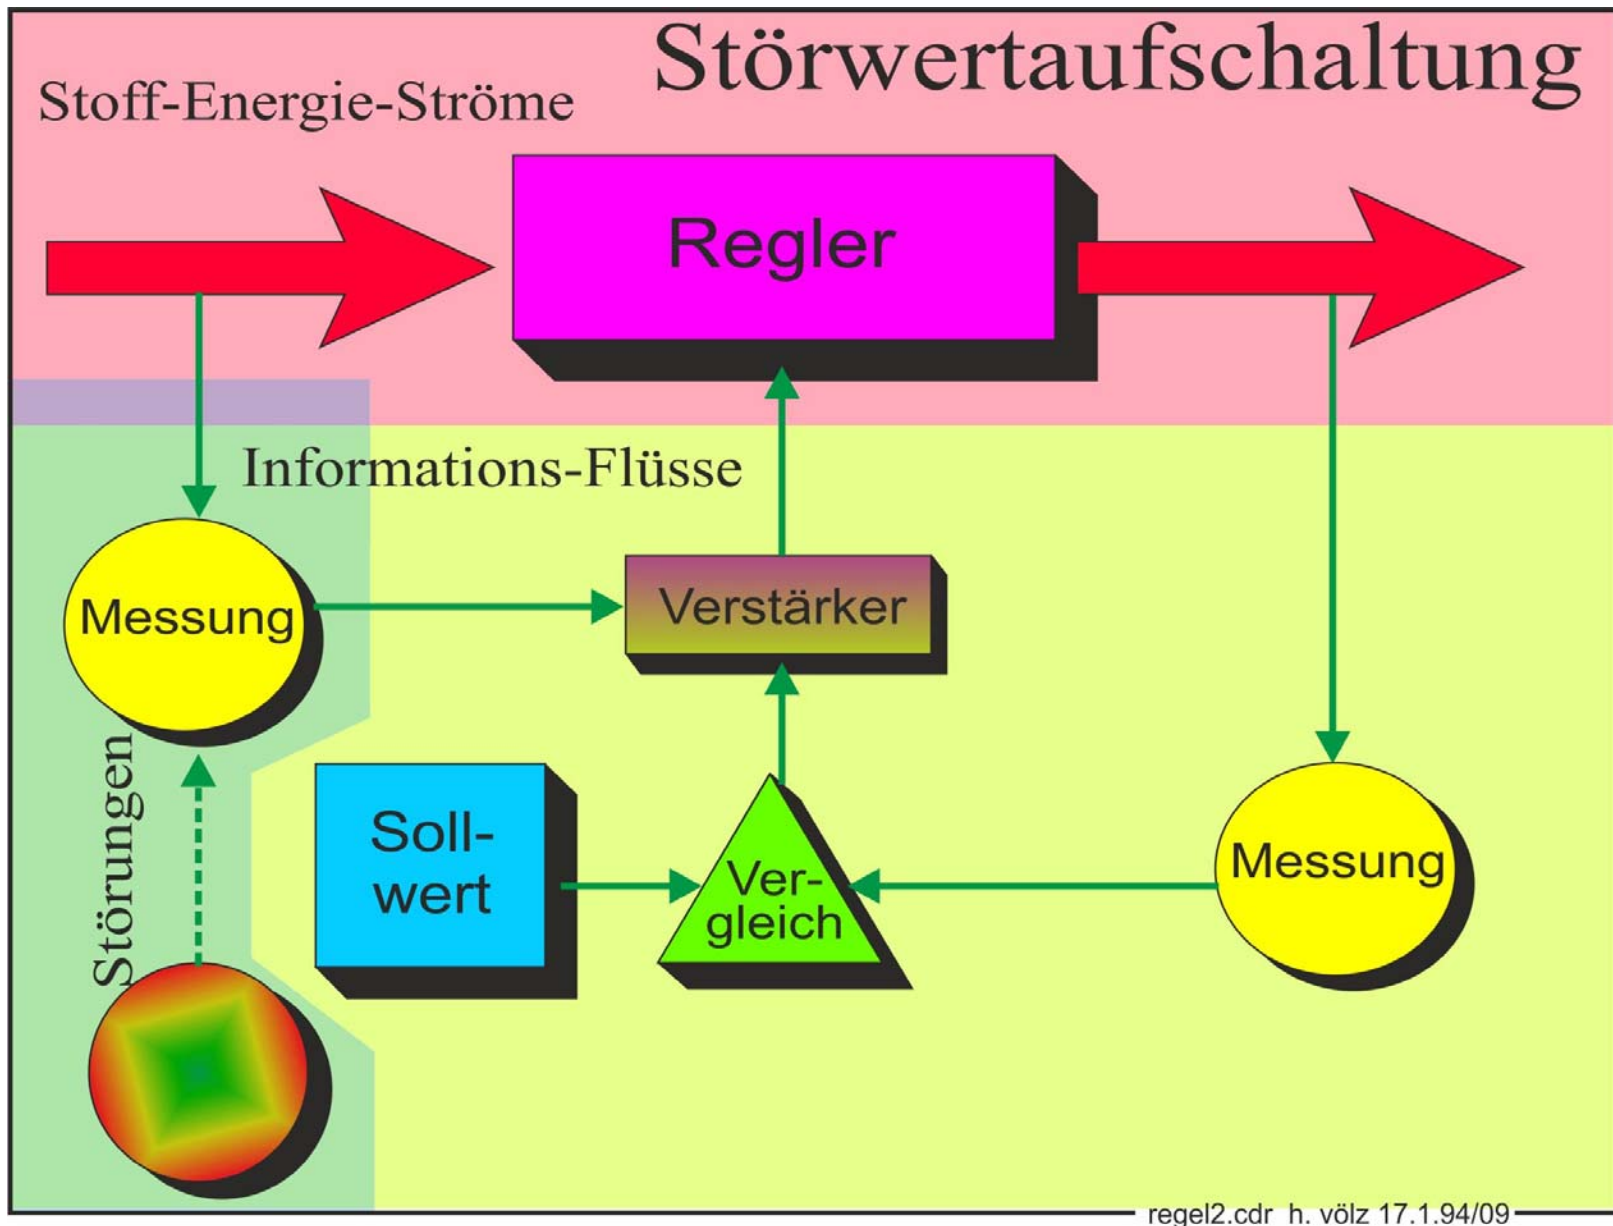 Störwertaufschaltung
Stoff-Energie-Ströme
Regler
Informations-Flüsse
Messung
Verstärker
Störungen
Soll-
wert
Ver-
gleich
Messung
regel2.cdr h. völz 17.1.94/09